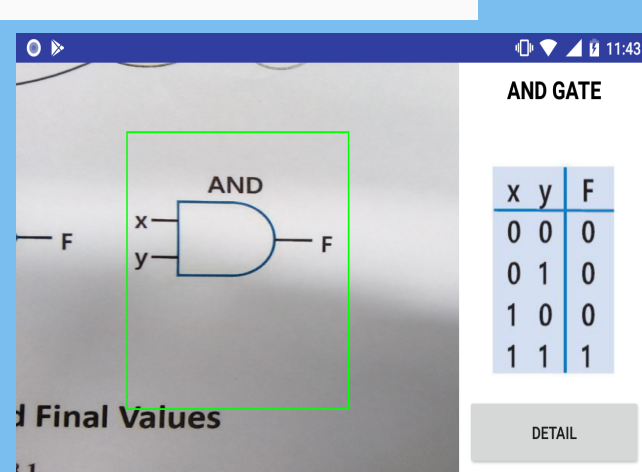 11:43
AND
x
y
F
F
d Final Values
AND GATE
x y F
0 0 0
0 1 0
1 0 0
1 1 1
DETAIL